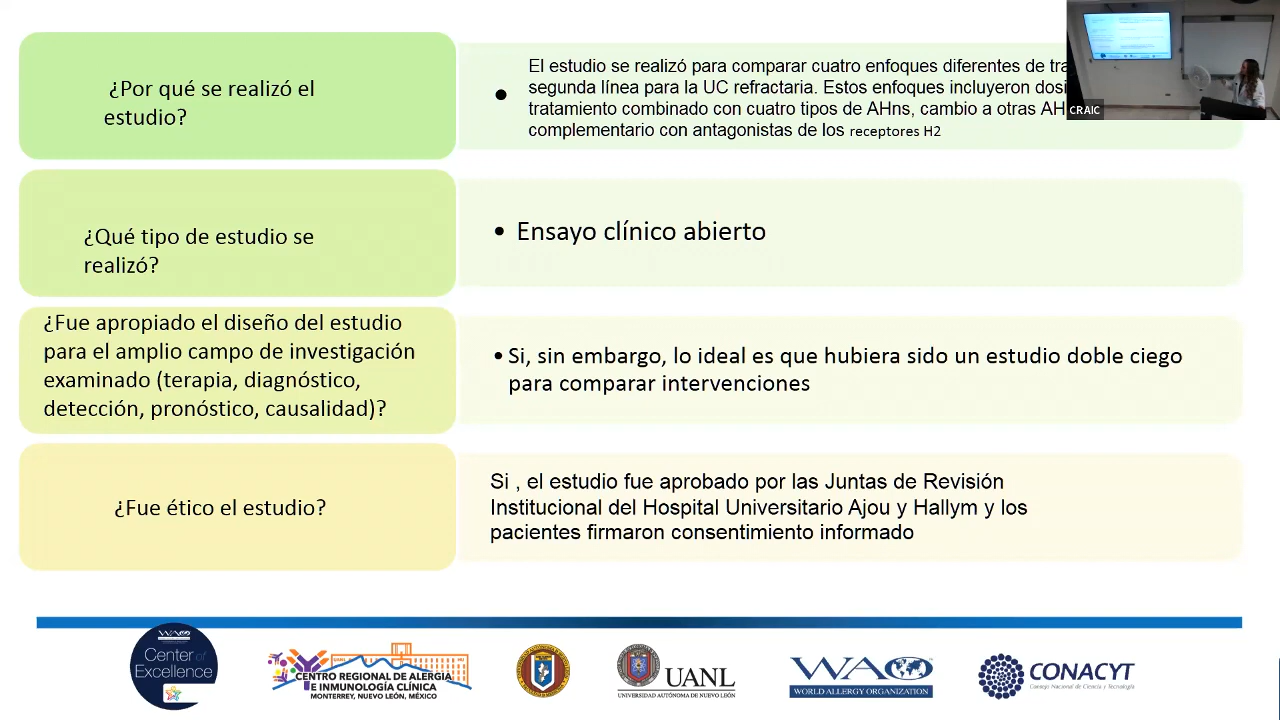 ¿Por qué se realizó el
estudio?
El estudio se realizó para comparar cuatro enfoques diferentes de
segunda línea para la UC refractaria. Estos enfoques incluyeron
tratamiento combinado con cuatro tipos de AHns, cambio a otras
complementario con antagonistas de los receptores H2
CRAIC
¿Qué tipo de estudio se
realizó?
• Ensayo clínico abierto
¿Fue apropiado el diseño del estudio
para el amplio campo de investigación
examinado (terapia, diagnóstico,
detección, pronóstico, causalidad)?
• Si, sin embargo, lo ideal es que hubiera sido un estudio doble ciego
para comparar intervenciones
¿Fue ético el estudio?
Si , el estudio fue aprobado por las Juntas de Revisión
Institucional del Hospital Universitario Ajou y Hallym y los
pacientes firmaron consentimiento informado
WAO
Center of
Excellence
CENTRO REGIONAL DE ALERGIA
E INMUNOLOGÍA CLÍNICA
MONTERREY, NUEVO LEÓN, MÉXICO
UANL
UNIVERSIDAD AUTÓNOMA DE NUEVO LEÓN
WAO
WORLD ALLERGY ORGANIZATION
CONACYT
Consejo Nacional de Ciencia y Tecnología